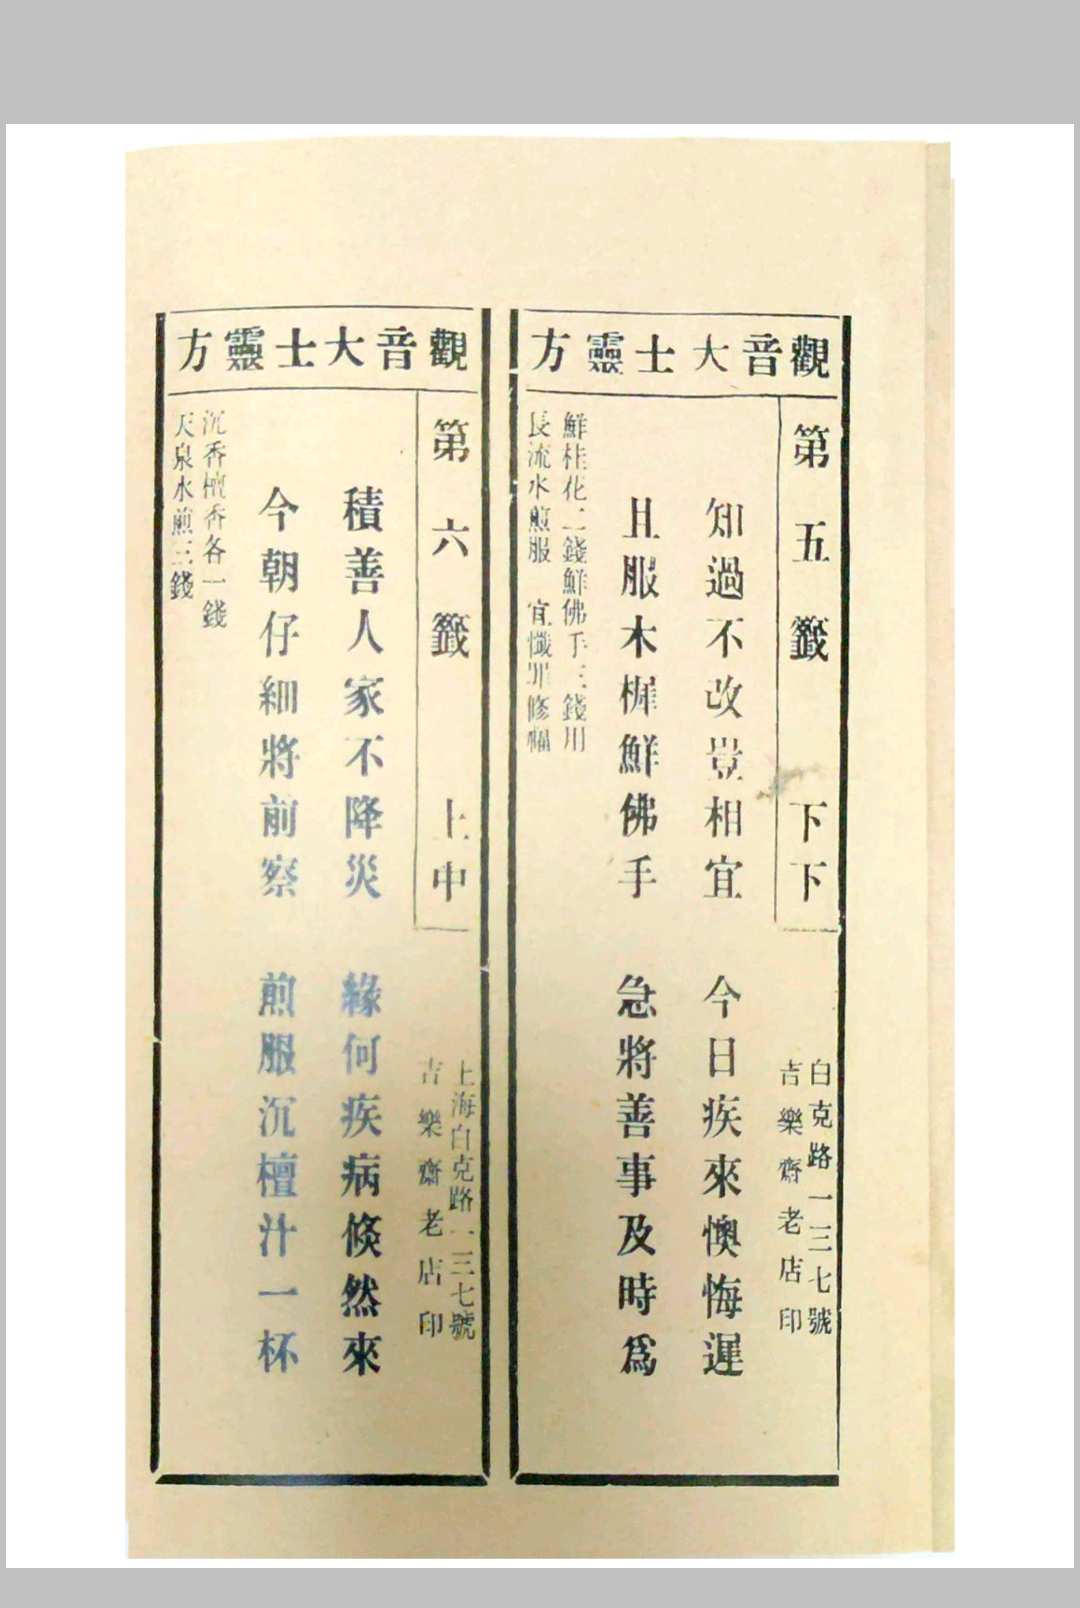 觀音大士靈方
第五籤 下下
白克路一三七號
吉樂齋老店印
知過不改豈相宜 今日疾來懊悔遲
且服木樨鮮佛手 急將善事及時爲
鮮桂花二錢鮮佛手三錢用
長流水煎服 宜懺罪修福
觀音大士靈方
第六籤 上中
上海白克路一三七號
吉樂齋老店印
積善人家不降災 緣何疾病倐然來
今朝仔細將前察 煎服沉檀汁一杯
沉香檀香各一錢
天泉水煎三錢